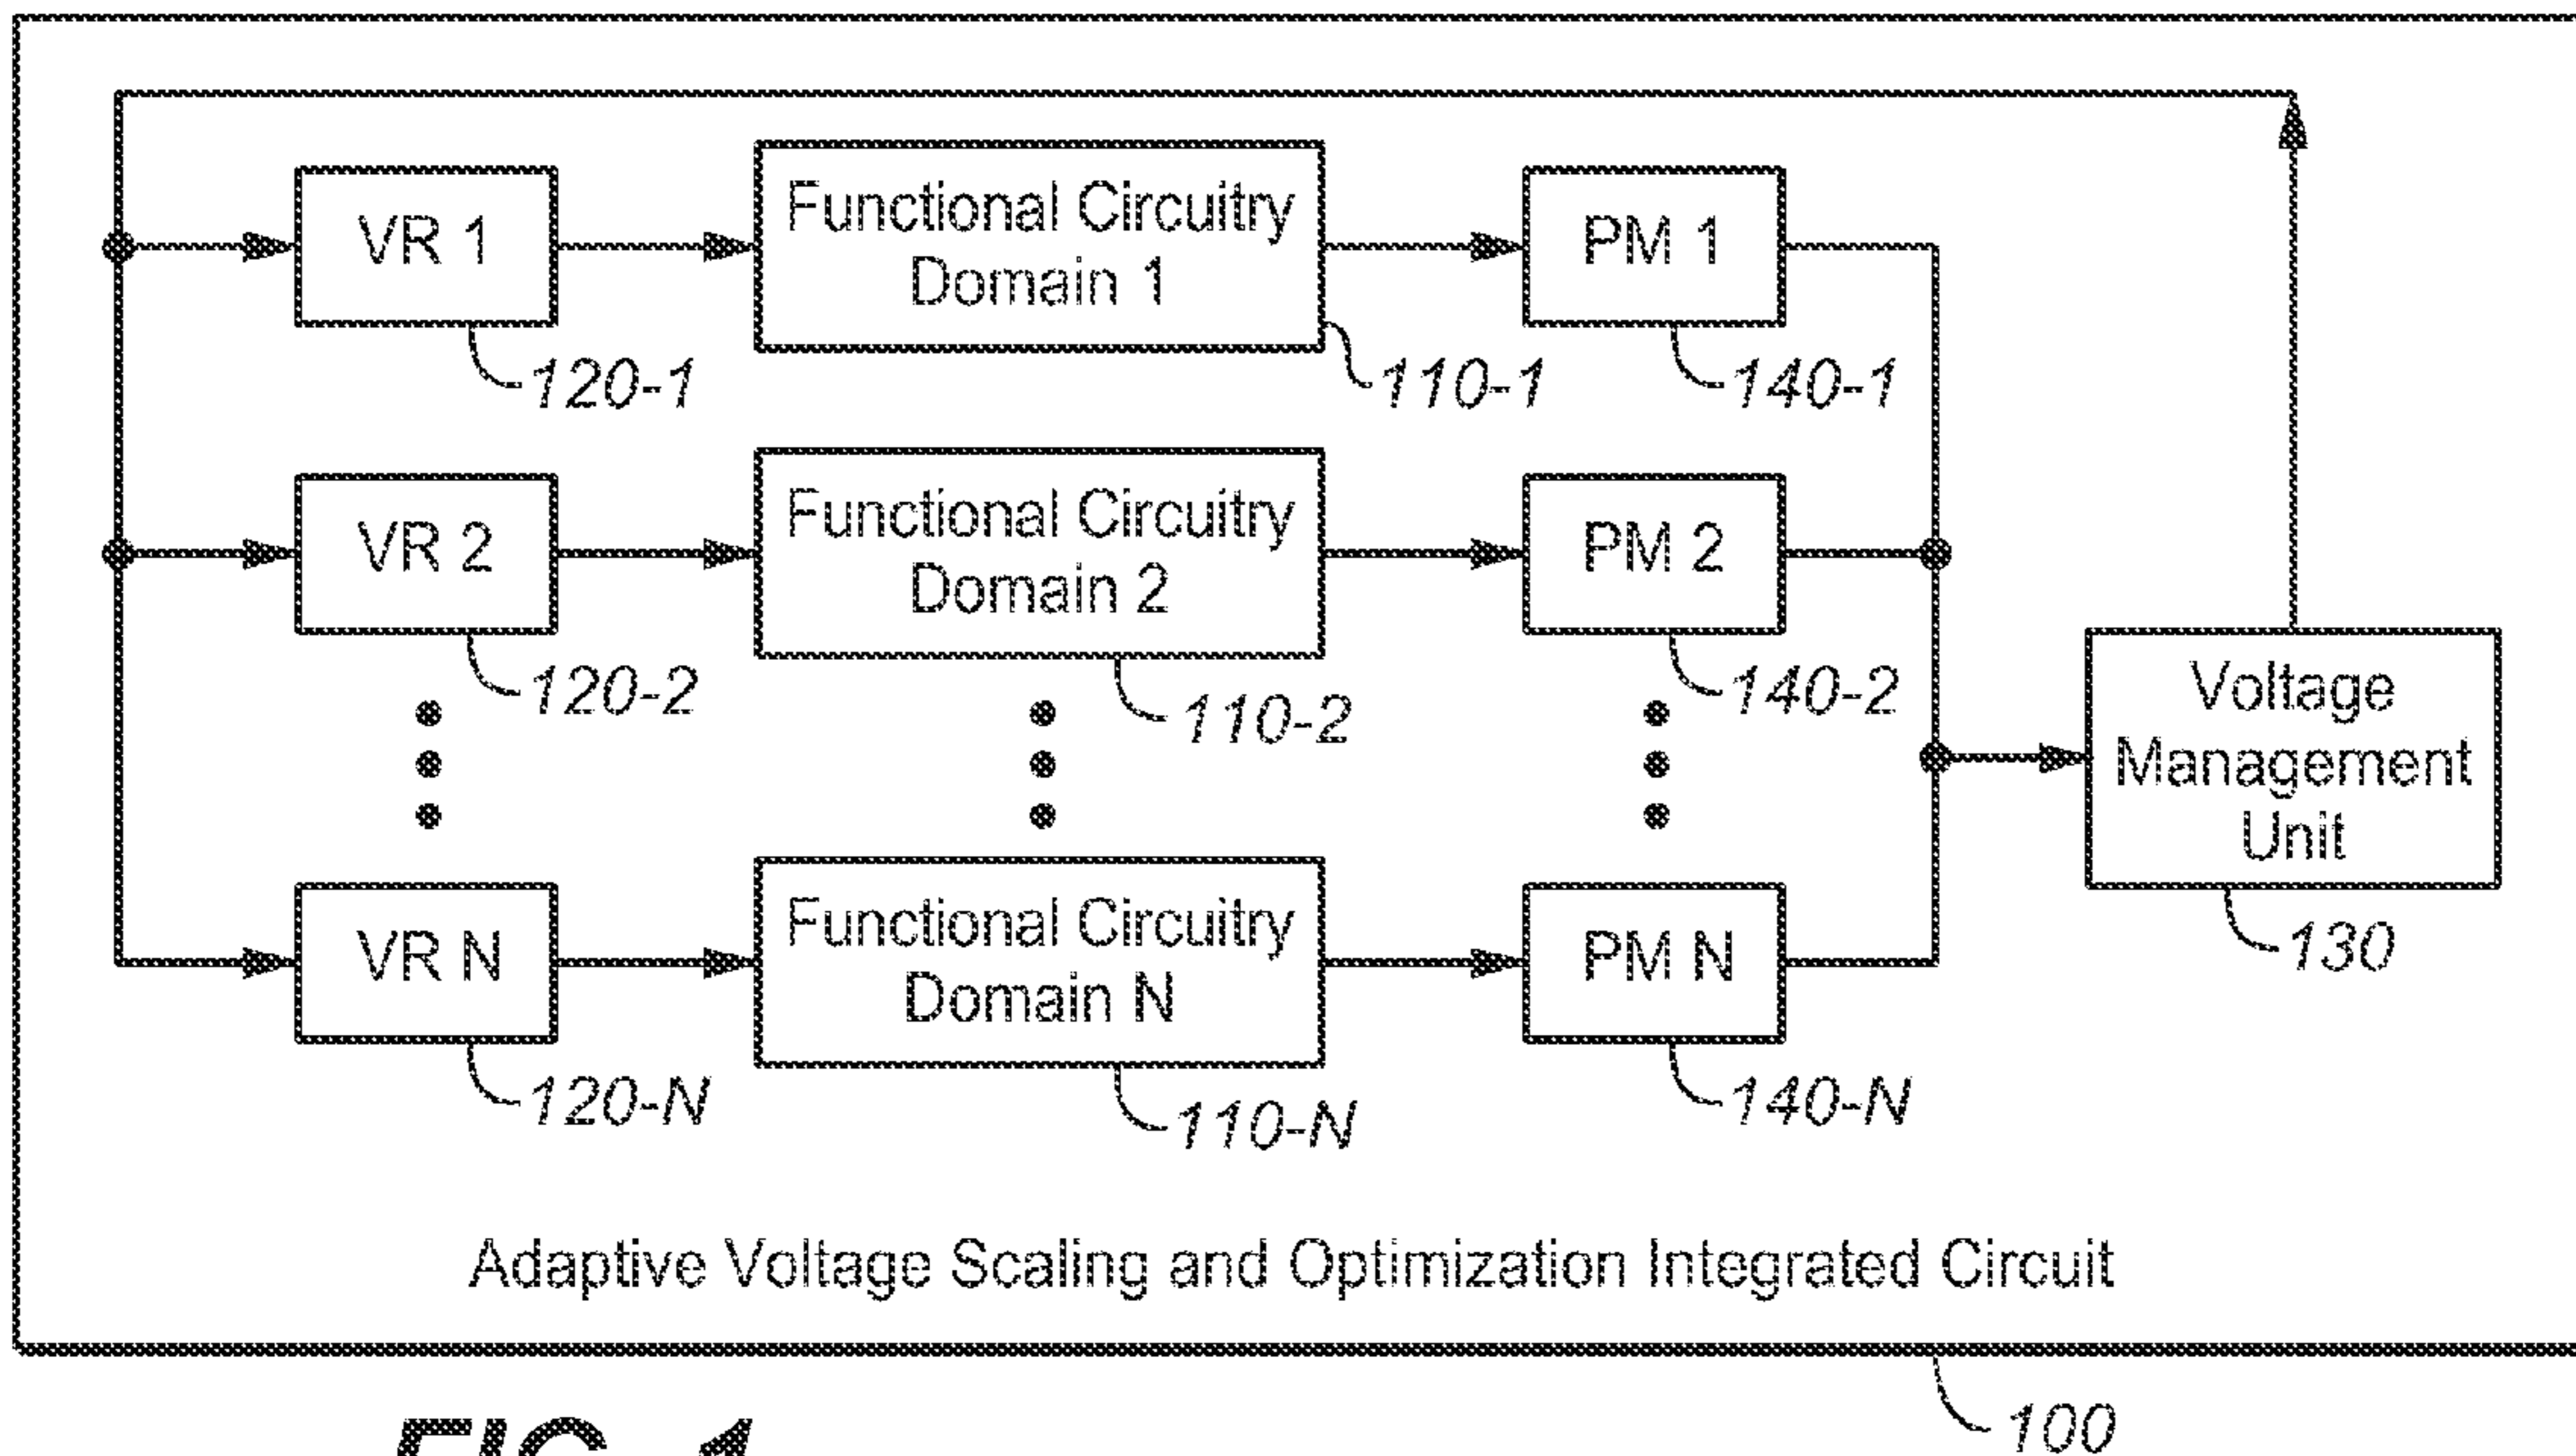 VR 1
Functional Circuitry
Domain 1
PM 1
120-1
110-1
140-1
VR 2
Functional Circuitry
Domain 2
PM 2
120-2
110-2
140-2
Voltage
Management
Unit
130
VR N
Functional Circuitry
Domain N
PM N
120-N
110-N
140-N
Adaptive Voltage Scaling and Optimization Integrated Circuit
100
FIG. 1